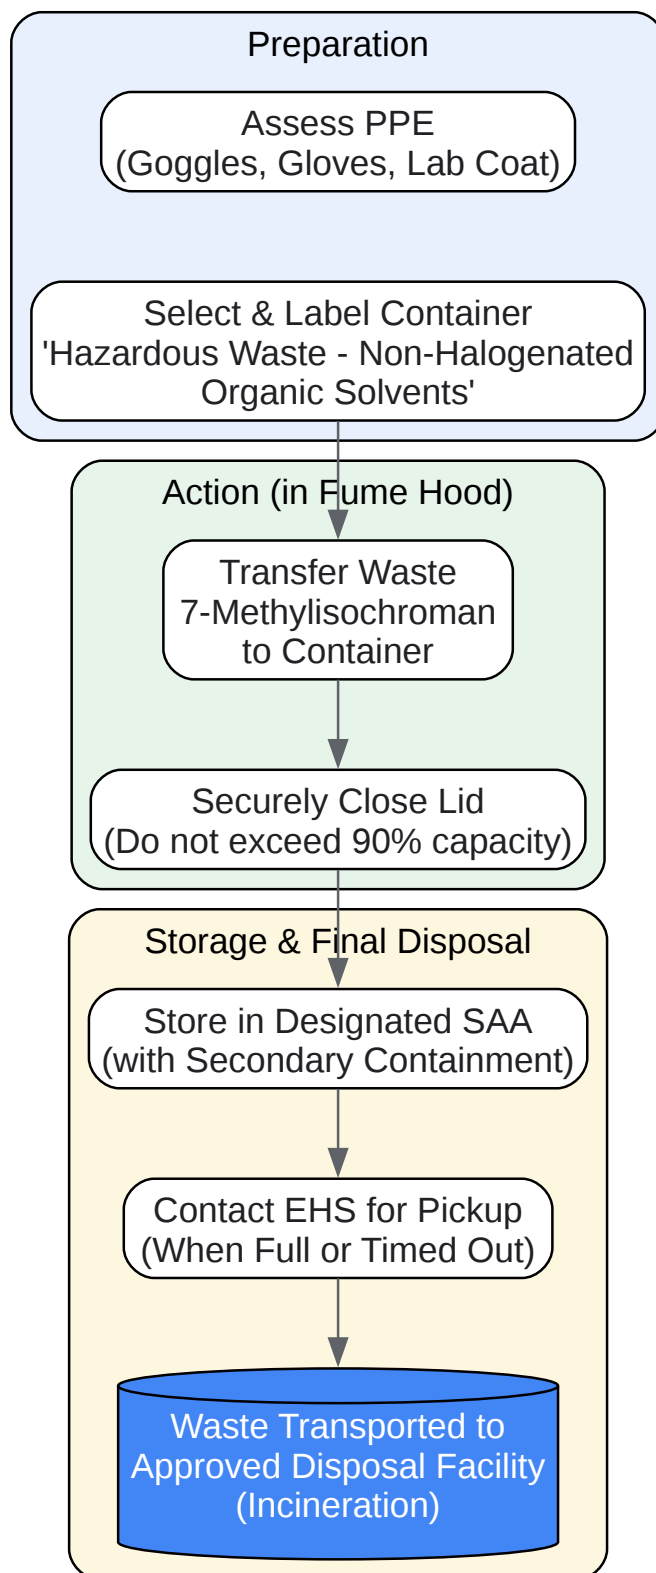 Preparation
Assess PPE
(Goggles, Gloves, Lab Coat)
Select & Label Container
'Hazardous Waste - Non-Halogenated
Organic Solvents'
Action (in Fume Hood)
Transfer Waste
7-Methylisochroman
to Container
Securely Close Lid
(Do not exceed 90% capacity)
Storage & Final Disposal
Store in Designated SAA
(with Secondary Containment)
Contact EHS for Pickup
(When Full or Timed Out)
Waste Transported to
Approved Disposal Facility
(Incineration)